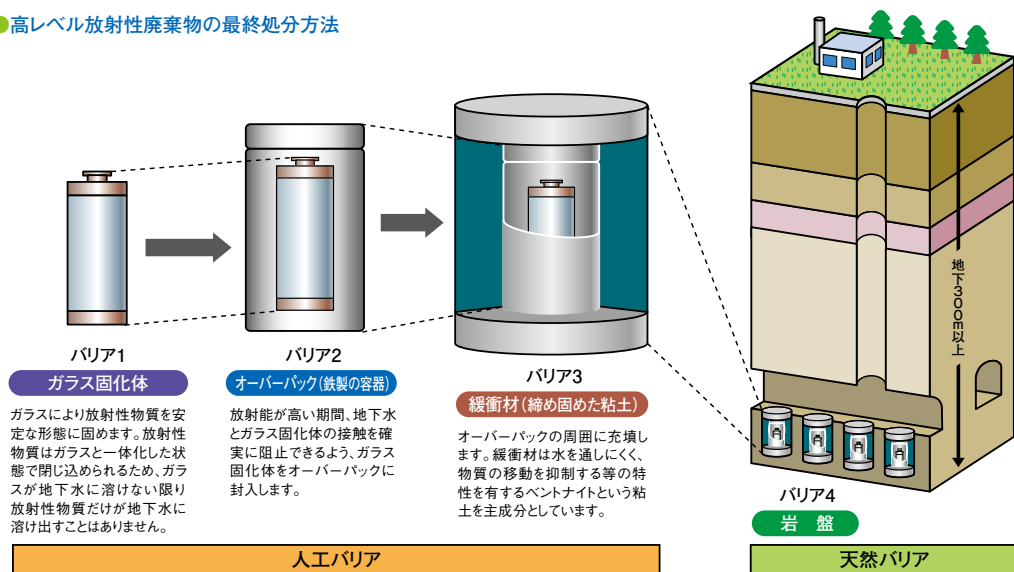 ●高レベル放射性廃棄物の最終処分方法
バリア1
ガラス固化体
ガラスにより放射性物質を安
定な形態に固めます。放射性
物質はガラスと一体化した状
態で閉じ込められるため、ガラ
スが地下水に溶けない限り
放射性物質だけが地下水に
溶け出すことはありません。
バリア2
オーバーパック(鉄製の容器)
放射能が高い期間、地下水
とガラス固化体の接触を確
実に阻止できるよう、ガラス
固化体をオーバーパックに
封入します。
バリア3
緩衝材(締め固めた粘土)
オーバーパックの周囲に充填し
ます。緩衝材は水を通しにくく、
物質の移動を抑制する等の特
性を有するベントナイトという粘
土を主成分としています。
地下300m以上
バリア4
岩 盤
人工バリア
天然バリア